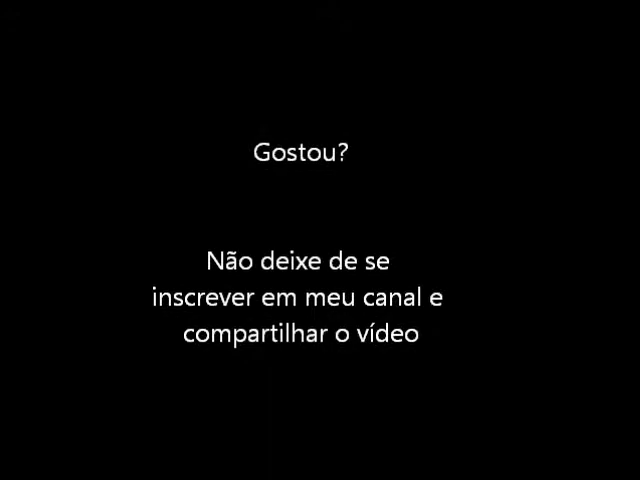 Gostou?
Não deixe de se
inscrever em meu canal e
compartilhar o vídeo